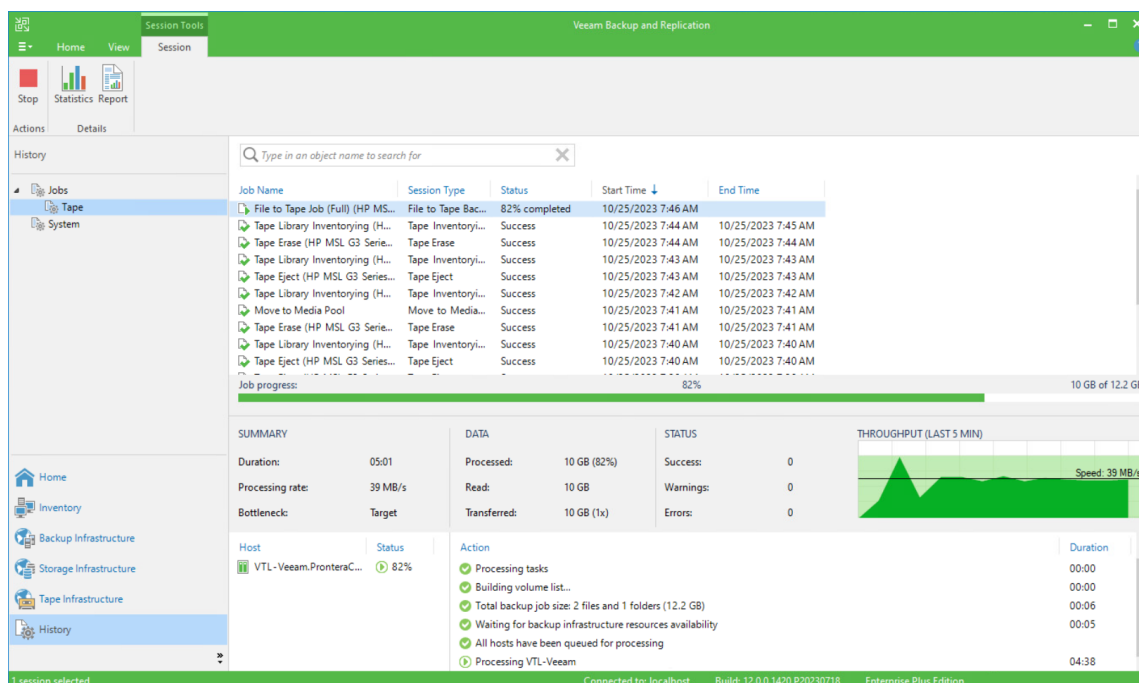 Session Tools
Veeam Backup and Replication
Home View Session
Stop Statistics Report
Actions Details
History
Type in an object name to search for
Jobs
Tape
System
Job Name Session Type Status Start Time End Time
File to Tape Job (Full) (HP MS... File to Tape Bac... 82% completed 10/25/2023 7:46 AM
Tape Library Inventorying (H... Tape Inventoryi... Success 10/25/2023 7:44 AM 10/25/2023 7:45 AM
Tape Erase (HP MSL G3 Serie... Tape Erase Success 10/25/2023 7:44 AM 10/25/2023 7:44 AM
Tape Library Inventorying (H... Tape Inventoryi... Success 10/25/2023 7:43 AM 10/25/2023 7:43 AM
Tape Eject (HP MSL G3 Series... Tape Eject Success 10/25/2023 7:43 AM 10/25/2023 7:43 AM
Tape Library Inventorying (H... Tape Inventoryi... Success 10/25/2023 7:42 AM 10/25/2023 7:42 AM
Move to Media Pool Move to Media... Success 10/25/2023 7:41 AM 10/25/2023 7:41 AM
Tape Erase (HP MSL G3 Serie... Tape Erase Success 10/25/2023 7:41 AM 10/25/2023 7:41 AM
Tape Library Inventorying (H... Tape Inventoryi... Success 10/25/2023 7:40 AM 10/25/2023 7:40 AM
Tape Eject (HP MSL G3 Series... Tape Eject Success 10/25/2023 7:40 AM 10/25/2023 7:40 AM
Job progress: 82% 10 GB of 12.2 GB
SUMMARY DATA STATUS THROUGHPUT (LAST 5 MIN)
Duration: 05:01 Processed: 10 GB (82%) Success: 0
Speed: 39 MB/s
Processing rate: 39 MB/s Read: 10 GB Warnings: 0
Bottleneck: Target Transferred: 10 GB (1x) Errors: 0
Home
Inventory
Backup Infrastructure
Storage Infrastructure
Tape Infrastructure
History
Host Status Action Duration
VTL-Veeam.PronteraC... 82% Processing tasks 00:00
Building volume list... 00:00
Total backup job size: 2 files and 1 folders (12.2 GB) 00:06
Waiting for backup infrastructure resources availability 00:05
All hosts have been queued for processing
Processing VTL-Veeam 04:38
1 session selected Connected to: localhost Build: 12.0.0.1420 P20230718 Enterprise Plus Edition